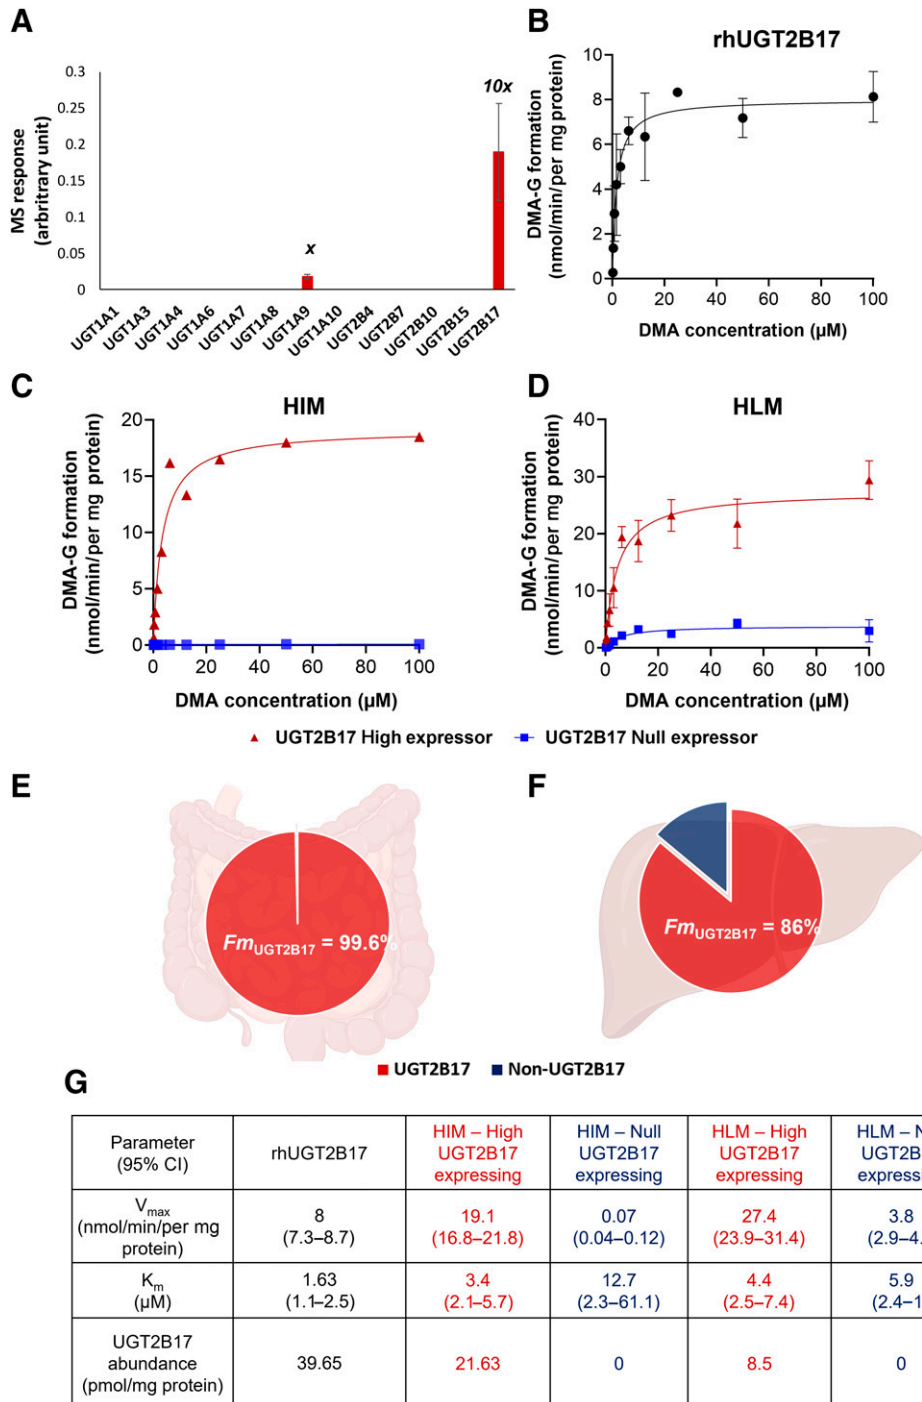 A
MS response
(arbritrary unit)
0.3
0.25
0.2
0.15
0.1
0.05
0
x
10x
UGT1A1
UGT1A3
UGT1A4
UGT1A6
UGT1A7
UGT1A8
UGT1A9
UGT1A10
UGT2B4
UGT2B7
UGT2B10
UGT2B15
UGT2B17
B
rhUGT2B17
DMA-G formation
(nmol/min/per mg protein)
10
8
6
4
2
0
0 20 40 60 80 100
DMA concentration (µM)
C
HIM
DMA-G formation
(nmol/min/per mg protein)
20
15
10
5
0
0 20 40 60 80 100
DMA concentration (µM)
D
HLM
DMA-G formation
(nmol/min/per mg protein)
40
30
20
10
0
0 20 40 60 80 100
DMA concentration (µM)
UGT2B17 High expressor
UGT2B17 Null expressor
E
FmUGT2B17 = 99.6%
F
FmUGT2B17 = 86%
UGT2B17
Non-UGT2B17
G
Parameter
(95% CI)
rhUGT2B17
HIM – High
UGT2B17
expressing
HIM – Null
UGT2B17
expressing
HLM – High
UGT2B17
expressing
HLM – N
UGT2B
expressi
Vmax
(nmol/min/per mg
protein)
8
(7.3–8.7)
19.1
(16.8–21.8)
0.07
(0.04–0.12)
27.4
(23.9–31.4)
3.8
(2.9–4.
Km
(µM)
1.63
(1.1–2.5)
3.4
(2.1–5.7)
12.7
(2.3–61.1)
4.4
(2.5–7.4)
5.9
(2.4–1
UGT2B17
abundance
(pmol/mg protein)
39.65
21.63
0
8.5
0